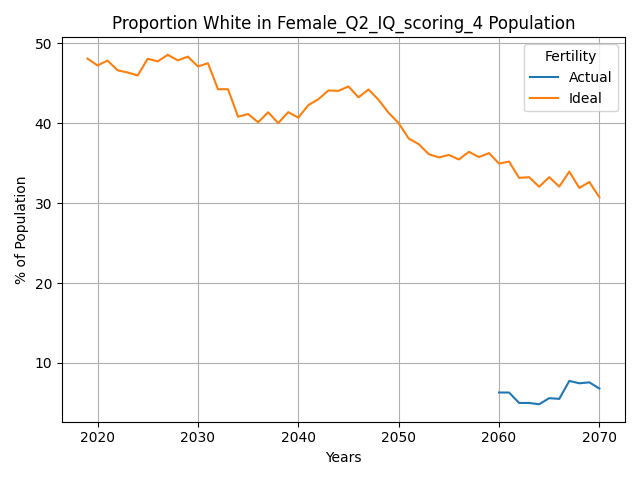 Proportion White in Female_Q2_IQ_scoring_4 Population
Fertility
Actual
Ideal
% of Population
50
40
30
20
10
2020
2030
2040
2050
2060
2070
Years